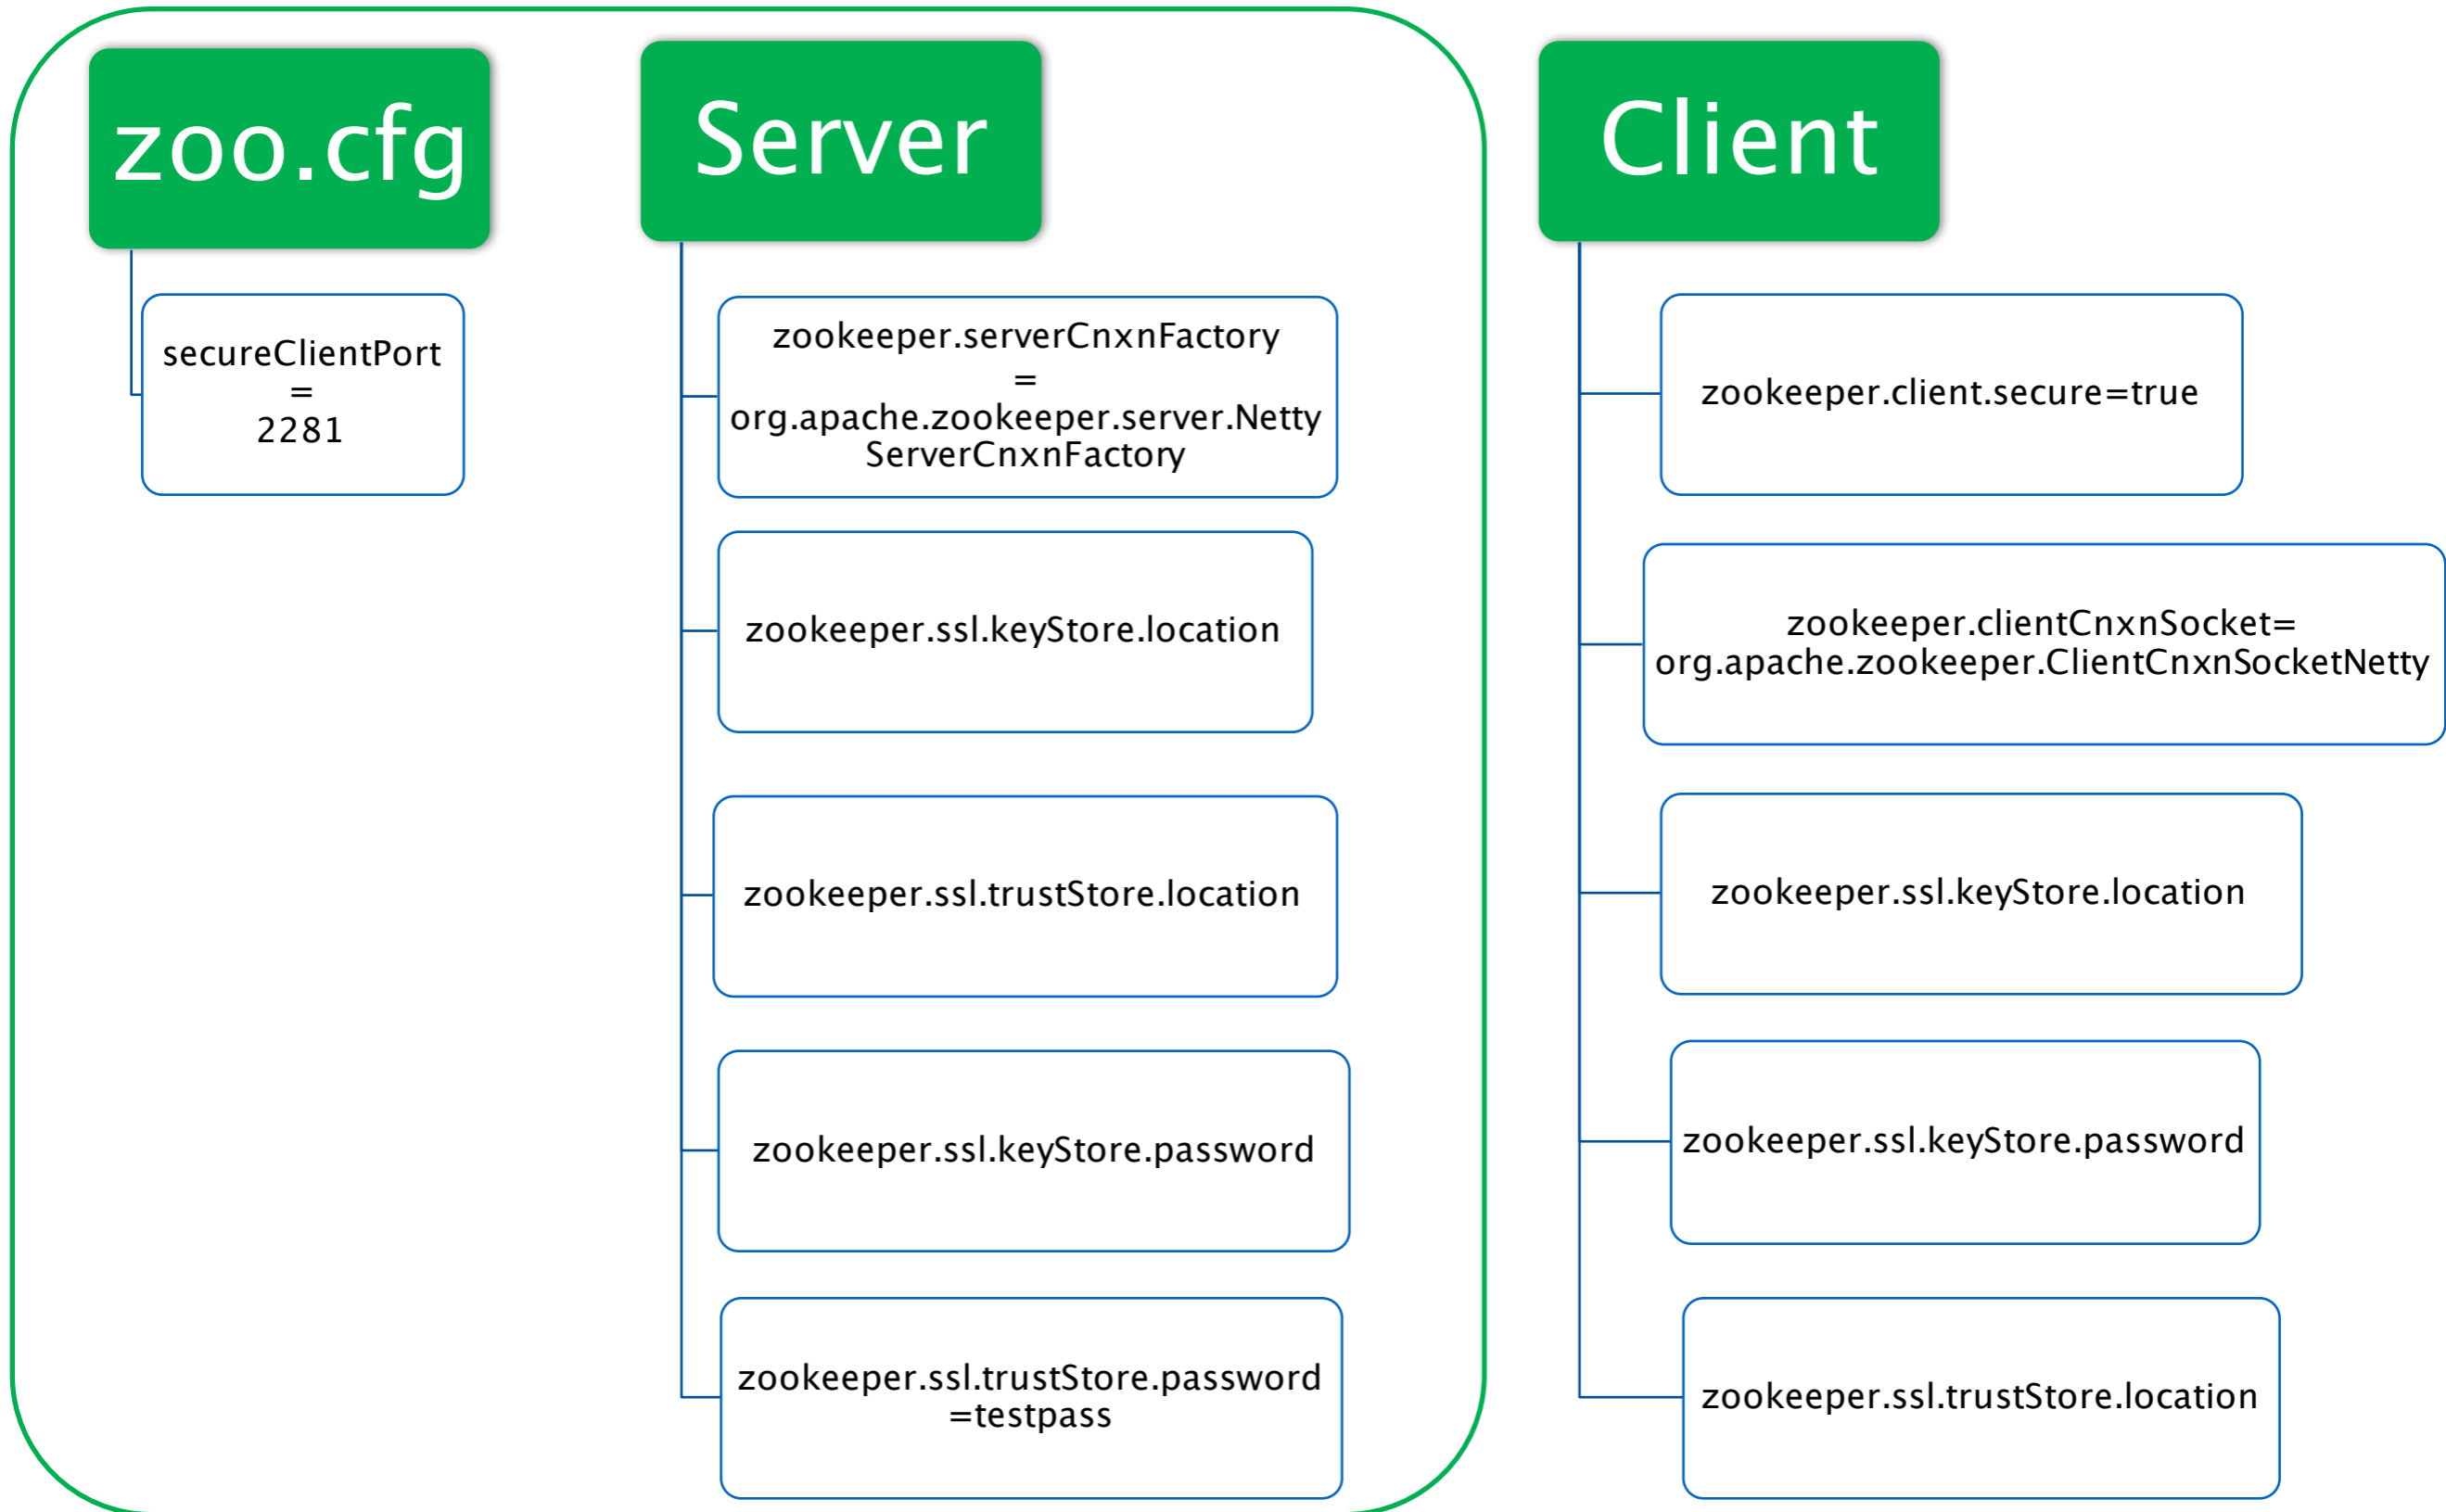 zoo.cfg
secureClientPort
=
2281
Server
zookeeper.serverCnxnFactory
=
org.apache.zookeeper.server.Netty
ServerCnxnFactory
zookeeper.ssl.keyStore.location
zookeeper.ssl.trustStore.location
zookeeper.ssl.keyStore.password
zookeeper.ssl.trustStore.password
=testpass
Client
zookeeper.client.secure=true
zookeeper.clientCnxnSocket=
org.apache.zookeeper.ClientCnxnSocketNetty
zookeeper.ssl.keyStore.location
zookeeper.ssl.keyStore.password
zookeeper.ssl.trustStore.location